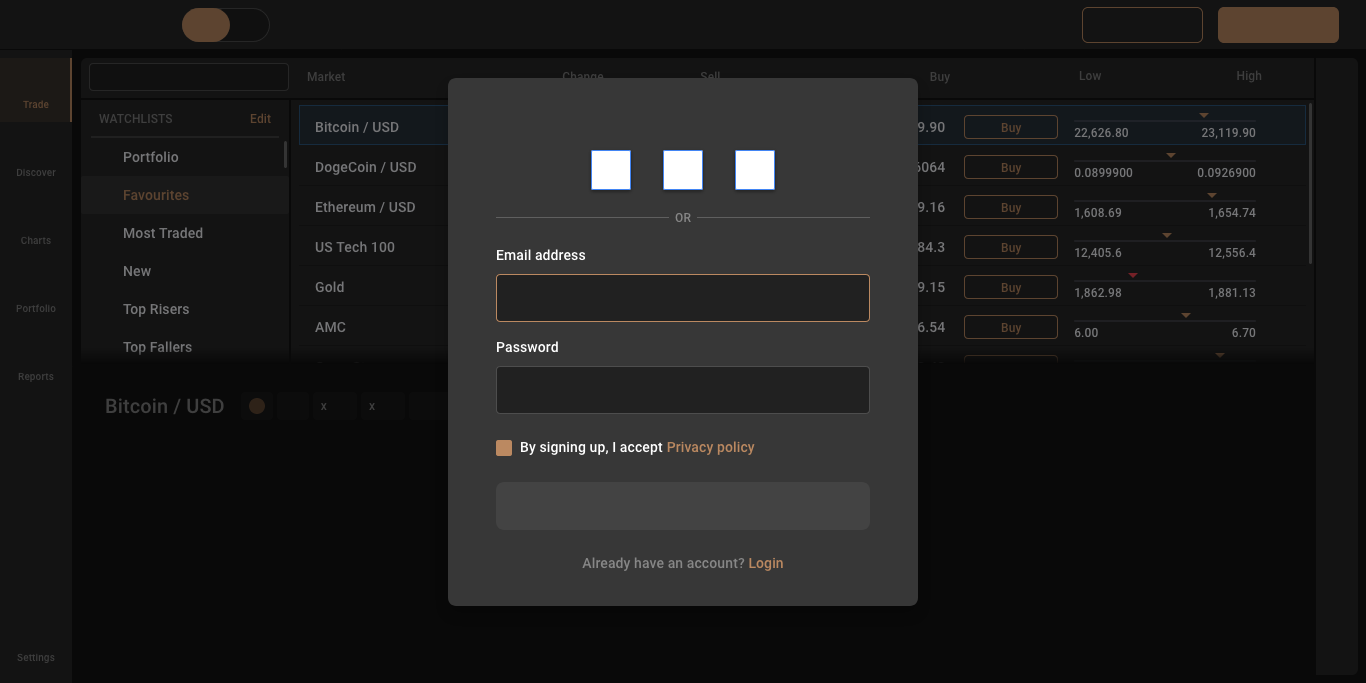 Market Change Sell Buy Low High
Trade
WATCHLISTS Edit
Discover
Charts
Portfolio
Reports
Settings
Portfolio
Favourites
Most Traded
New
Top Risers
Top Fallers
Bitcoin / USD 9.90 Buy 22,626.80 23,119.90
DogeCoin / USD 6064 Buy 0.0899900 0.0926900
Ethereum / USD 9.16 Buy 1,608.69 1,654.74
US Tech 100 84.3 Buy 12,405.6 12,556.4
Gold 9.15 Buy 1,862.98 1,881.13
AMC 6.54 Buy 6.00 6.70
Bitcoin / USD x x
OR
Email address
Password
By signing up, I accept Privacy policy
Already have an account? Login